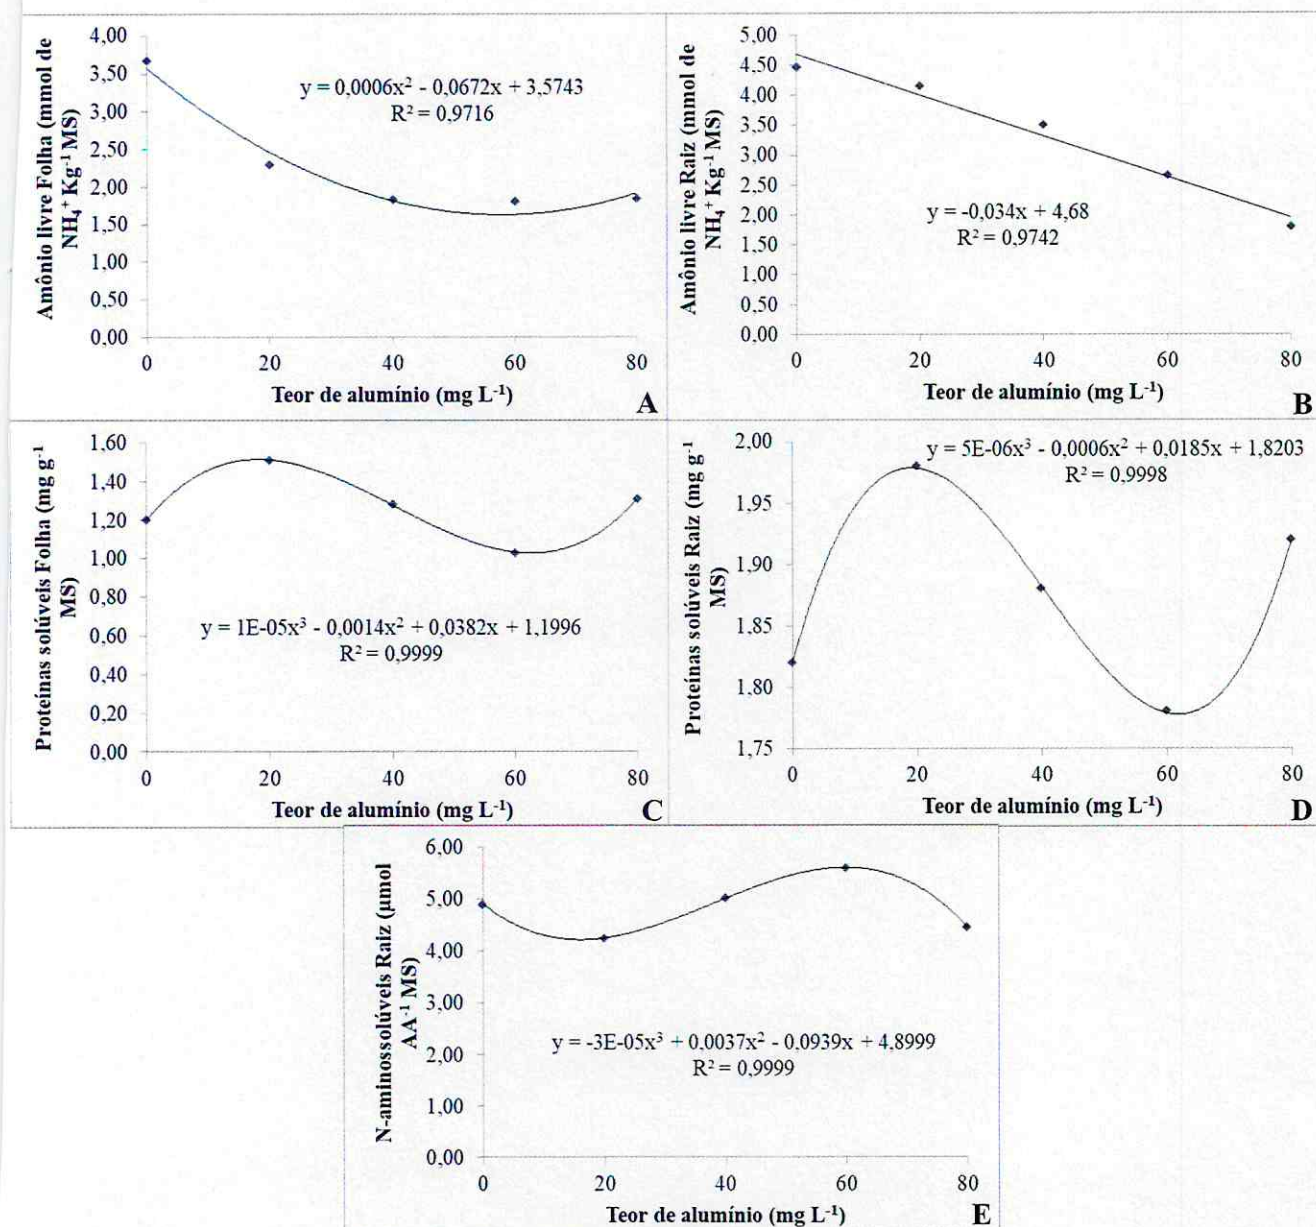 Amônio livre Folha (mmol de
NH₄⁺ Kg⁻¹ MS)
4,00
3,50
3,00
2,50
2,00
1,50
1,00
0,50
0,00
y = 0,0006x² - 0,0672x + 3,5743
R² = 0,9716
0 20 40 60 80
Teor de alumínio (mg L⁻¹)
A
Amônio livre Raiz (mmol de
NH₄⁺ Kg⁻¹ MS)
5,00
4,50
4,00
3,50
3,00
2,50
2,00
1,50
1,00
0,50
0,00
y = -0,034x + 4,68
R² = 0,9742
0 20 40 60 80
Teor de alumínio (mg L⁻¹)
B
Proteínas solúveis Folha (mg g⁻¹
MS)
1,60
1,40
1,20
1,00
0,80
0,60
0,40
0,20
0,00
y = 1E-05x³ - 0,0014x² + 0,0382x + 1,1996
R² = 0,9999
0 20 40 60 80
Teor de alumínio (mg L⁻¹)
C
Proteínas solúveis Raiz (mg g⁻¹
MS)
2,00
1,95
1,90
1,85
1,80
1,75
y = 5E-06x³ - 0,0006x² + 0,0185x + 1,8203
R² = 0,9998
0 20 40 60 80
Teor de alumínio (mg L⁻¹)
D
N-aminossolúveis Raiz (µmol
AA⁻¹ MS)
6,00
5,00
4,00
3,00
2,00
1,00
0,00
y = -3E-05x³ + 0,0037x² - 0,0939x + 4,8999
R² = 0,9999
0 20 40 60 80
Teor de alumínio (mg L⁻¹)
E